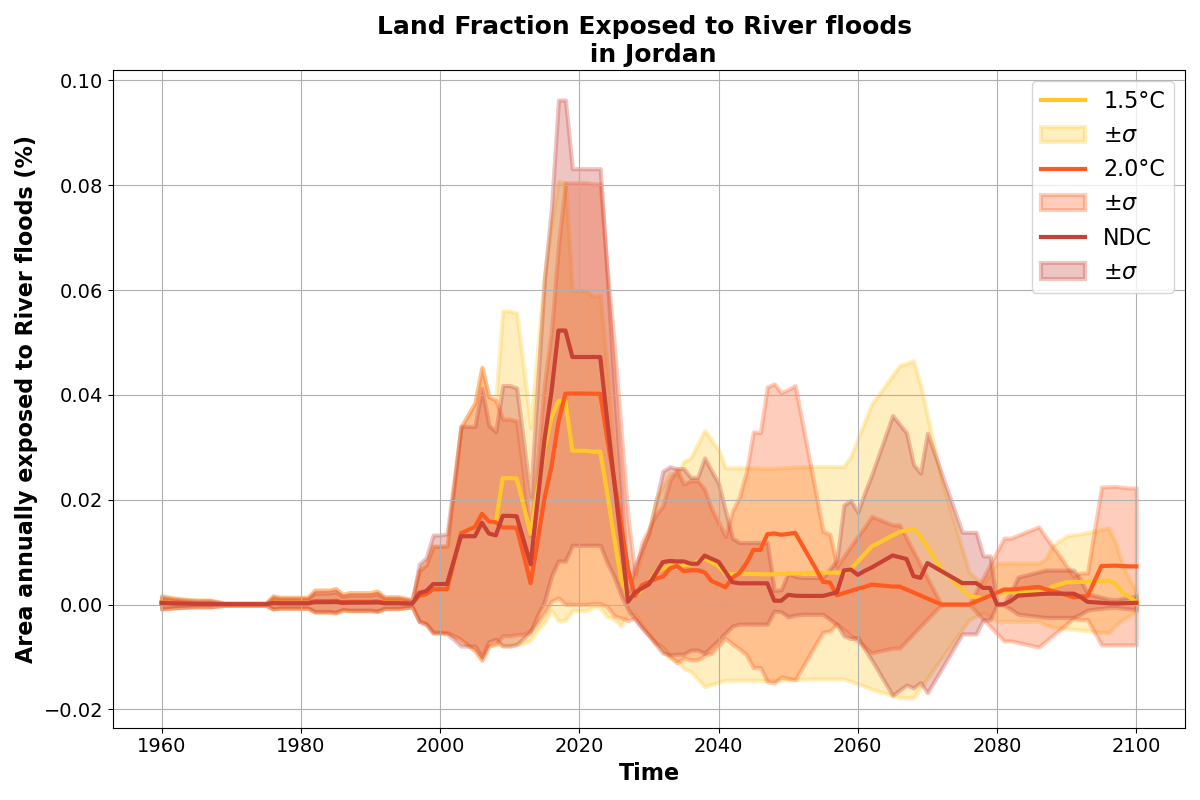 Land Fraction Exposed to River floods
in Jordan
Area annually exposed to River floods (%)
0.10
0.08
0.06
0.04
0.02
0.00
−0.02
1.5°C
±σ
2.0°C
±σ
NDC
±σ
1960 1980 2000 2020 2040 2060 2080 2100
Time